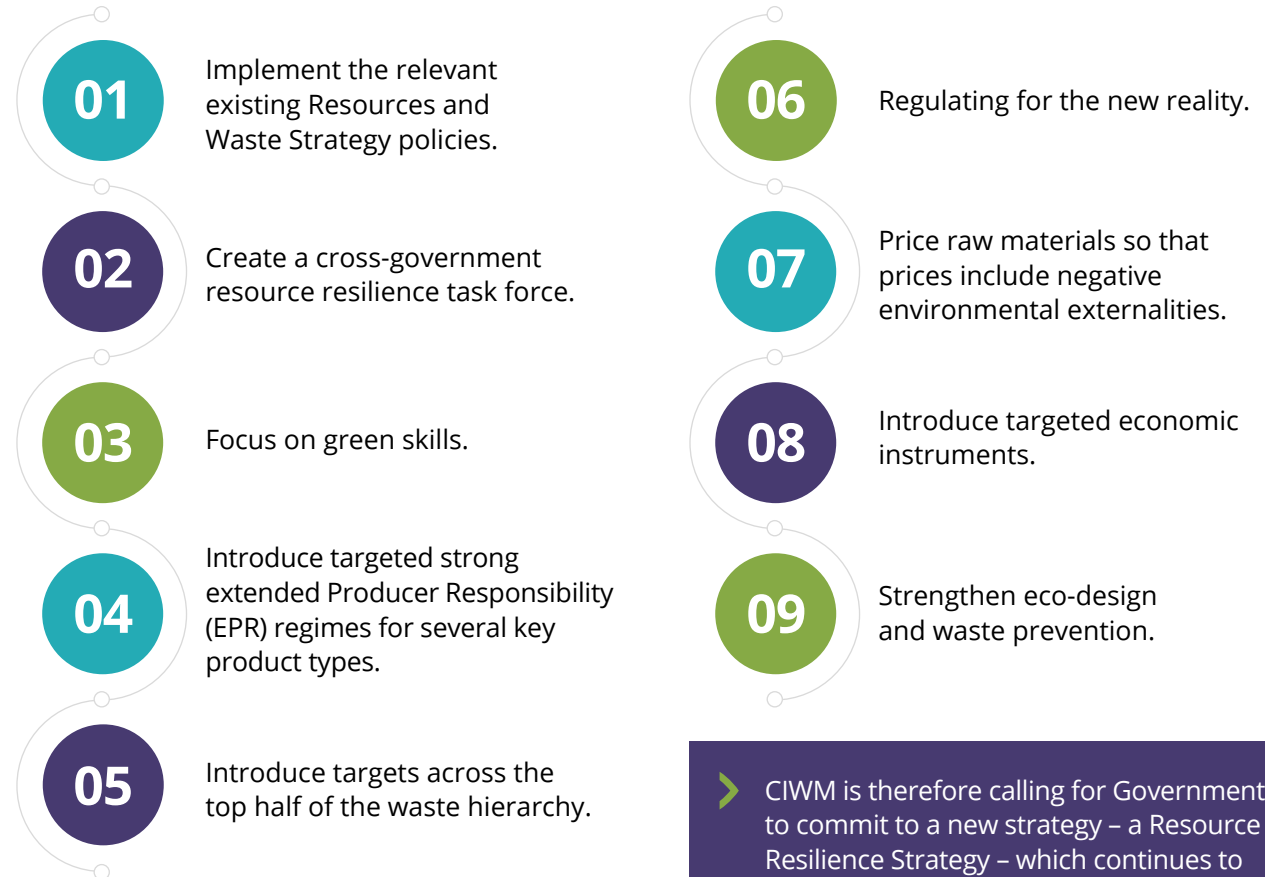 01
Implement the relevant
existing Resources and
Waste Strategy policies.
02
Create a cross-government
resource resilience task force.
03
Focus on green skills.
04
Introduce targeted strong
extended Producer Responsibility
(EPR) regimes for several key
product types.
05
Introduce targets across the
top half of the waste hierarchy.
06
Regulating for the new reality.
07
Price raw materials so that
prices include negative
environmental externalities.
08
Introduce targeted economic
instruments.
09
Strengthen eco-design
and waste prevention.
CIWM is therefore calling for Government
to commit to a new strategy – a Resource
Resilience Strategy – which continues to